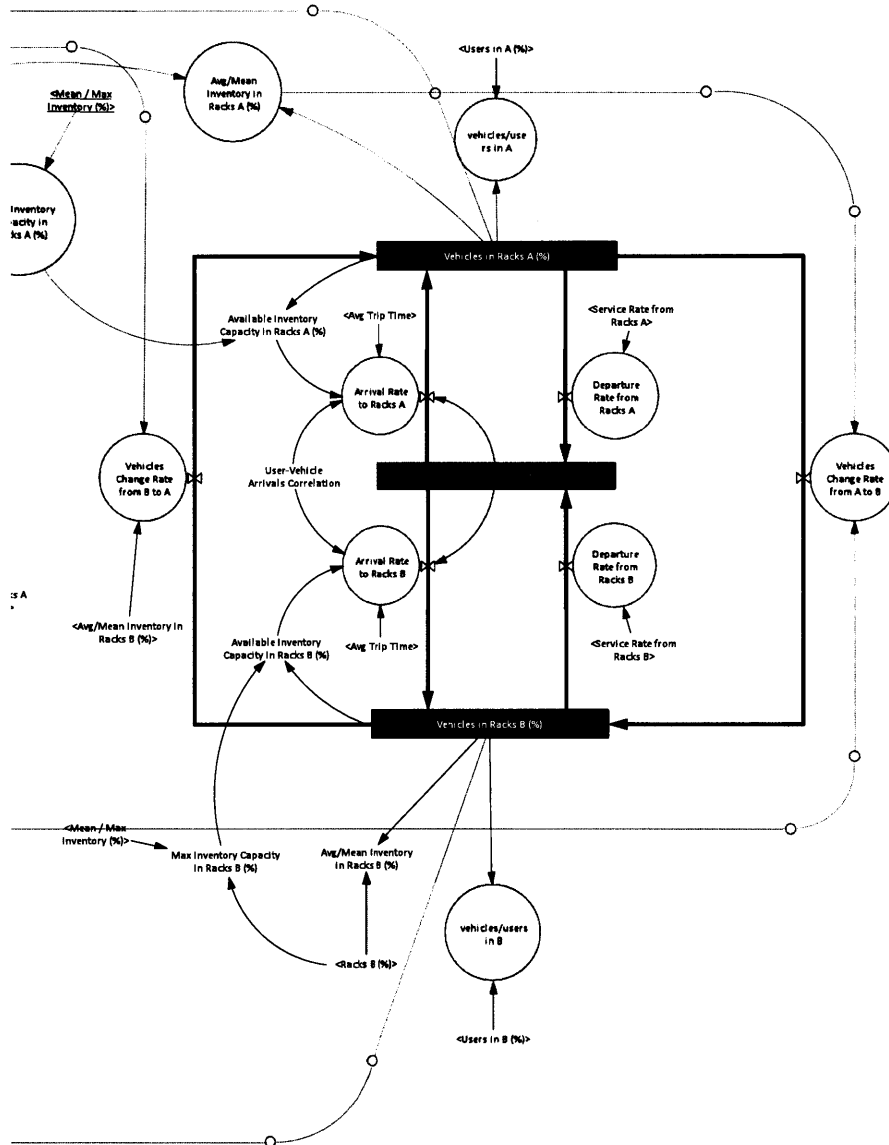 <Users in A (%)>
Avg/Mean
Inventory in
Racks A (%)
<Mean / Max
Inventory (%)>
vehicles/use
rs in A
Inventory
acity in
ks A (%)
Vehicles in Racks A (%)
Available Inventory
Capacity in Racks A (%)
<Avg Trip Time>
<Service Rate from
Racks A>
Arrival Rate
to Racks A
Departure
Rate from
Racks A
Vehicles
Change Rate
from B to A
User-Vehicle
Arrivals Correlation
Vehicles
Change Rate
from A to B
Arrival Rate
to Racks B
Departure
Rate from
Racks B
ks A
>
<Avg/Mean Inventory in
Racks B (%)>
Available Inventory
Capacity in Racks B (%)
<Avg Trip Time>
<Service Rate from
Racks B>
Vehicles in Racks B (%)
<Mean / Max
Inventory (%)>
Max Inventory Capacity
in Racks B (%)
Avg/Mean Inventory
in Racks B (%)
vehicles/users
in B
<Racks B (%)>
<Users in B (%)>